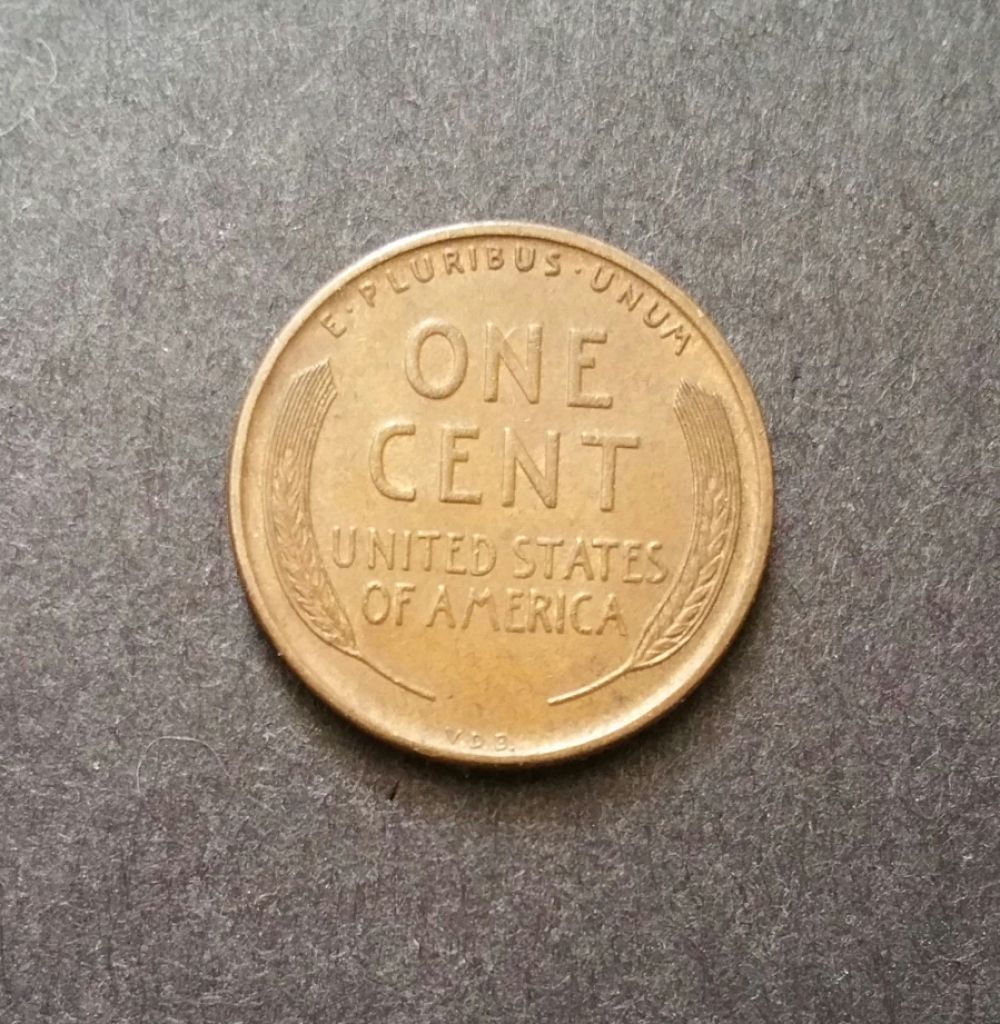 E·PLURIBUS·UNUM
ONE
CENT
UNITED STATES
OF AMERICA
V.D.B.